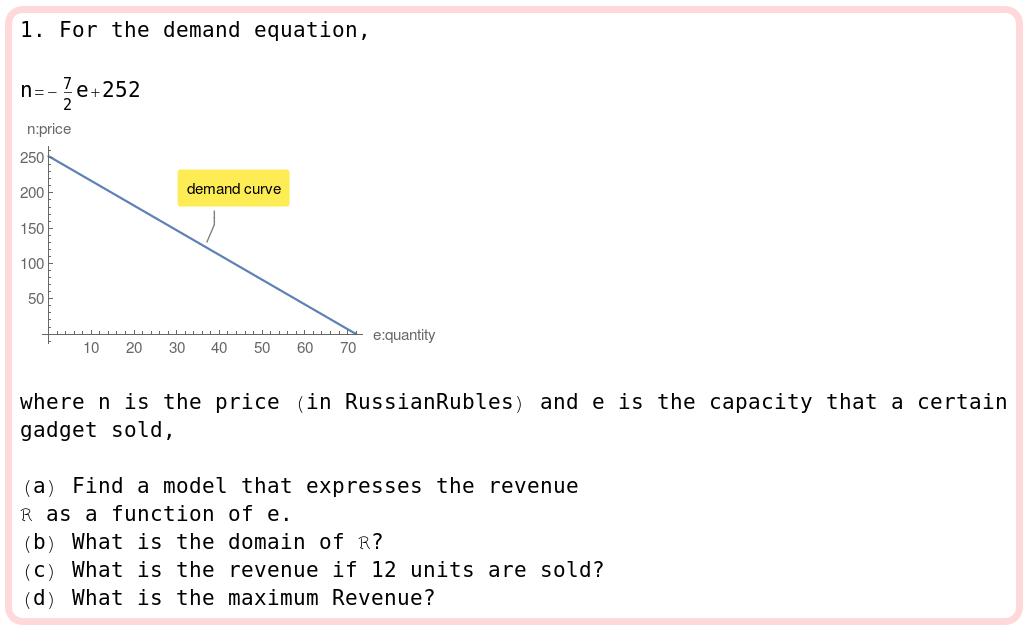 1. For the demand equation,
n=-7/2 e+252
n:price
250
200
150
100
50
demand curve
10 20 30 40 50 60 70
e:quantity
where n is the price (in RussianRubles) and e is the capacity that a certain
gadget sold,
(a) Find a model that expresses the revenue
ℛ as a function of e.
(b) What is the domain of ℛ?
(c) What is the revenue if 12 units are sold?
(d) What is the maximum Revenue?